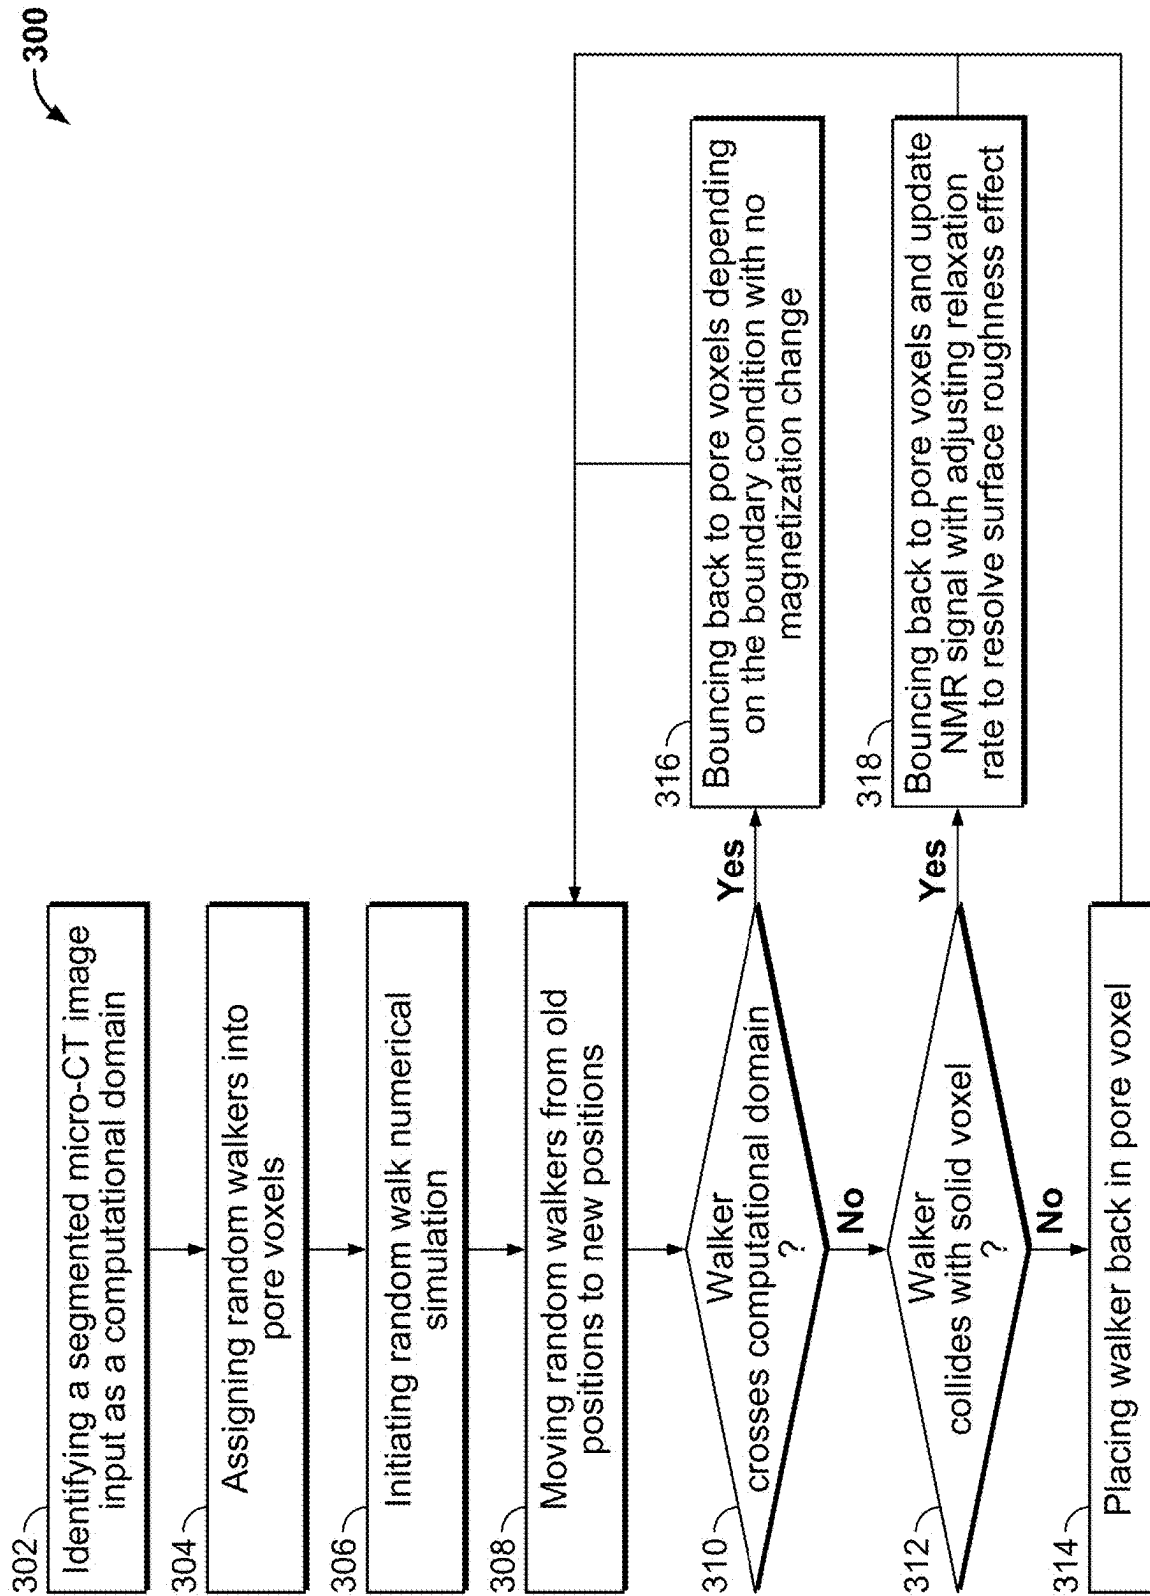 300
302
Identifying a segmented micro-CT image
input as a computational domain
304
Assigning random walkers into
pore voxels
306
Initiating random walk numerical
simulation
308
Moving random walkers from old
positions to new positions
310
Walker
crosses computational domain
?
Yes
No
316
Bouncing back to pore voxels depending
on the boundary condition with no
magnetization change
312
Walker
collides with solid voxel
?
Yes
No
318
Bouncing back to pore voxels and update
NMR signal with adjusting relaxation
rate to resolve surface roughness effect
314
Placing walker back in pore voxel